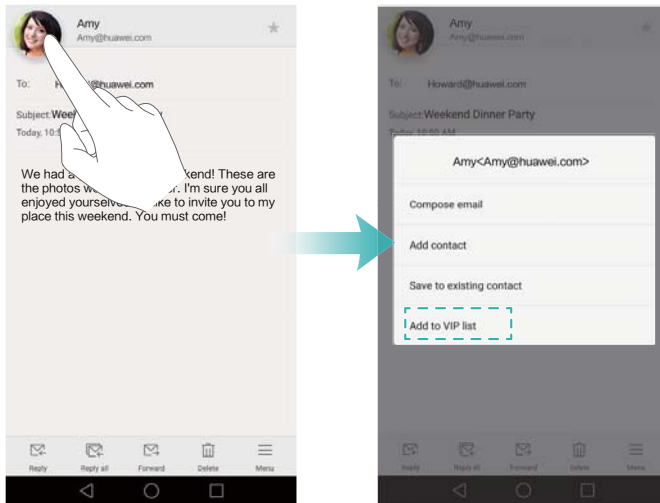 Amy
Amy@huawei.com
To: H @huawei.com
Subject:Wee
Today, 10:5
We had a kend! These are
the photos w r. I'm sure you all
enjoyed yourselve ke to invite you to my
place this weekend. You must come!
Reply
Reply all
Forward
Delete
Menu
Amy
Amy@huawei.com
To: Howard@huawei.com
Subject:Weekend Dinner Party
Today, 10:50 AM
Amy<Amy@huawei.com>
Compose email
Add contact
Save to existing contact
Add to VIP list
Reply
Reply all
Forward
Delete
Menu